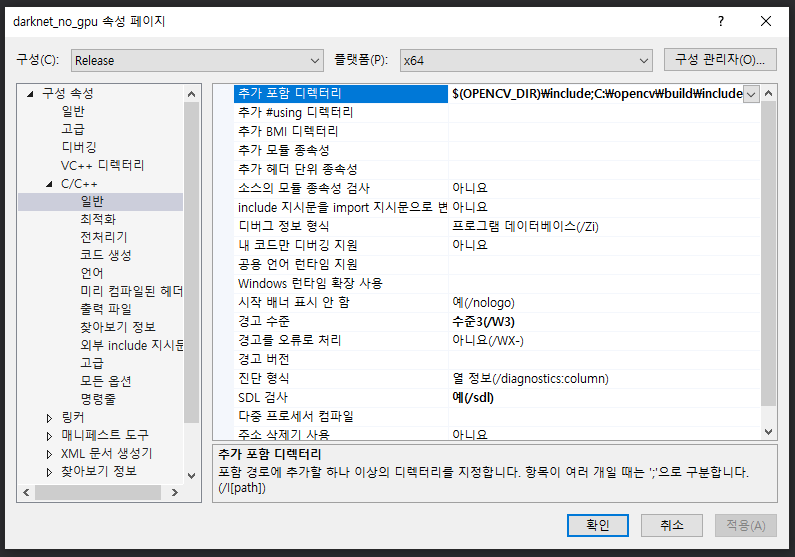 darknet_no_gpu 속성 페이지
구성(C): Release 플랫폼(P): x64 구성 관리자(O)...
구성 속성
일반
고급
디버깅
VC++ 디렉터리
C/C++
일반
최적화
전처리기
코드 생성
언어
미리 컴파일된 헤더
출력 파일
찾아보기 정보
외부 include 지시문
고급
모든 옵션
명령줄
링커
매니페스트 도구
XML 문서 생성기
찾아보기 정보
추가 포함 디렉터리 $(OPENCV_DIR)₩include;C:₩opencv₩build₩include
추가 #using 디렉터리
추가 BMI 디렉터리
추가 모듈 종속성
추가 헤더 단위 종속성
소스의 모듈 종속성 검사 아니요
include 지시문을 import 지시문으로 변 아니요
디버그 정보 형식 프로그램 데이터베이스(/Zi)
내 코드만 디버깅 지원 아니요
공용 언어 런타임 지원
Windows 런타임 확장 사용
시작 배너 표시 안 함 예(/nologo)
경고 수준 수준3(/W3)
경고를 오류로 처리 아니요(/WX-)
경고 버전
진단 형식 열 정보(/diagnostics:column)
SDL 검사 예(/sdl)
다중 프로세서 컴파일
주소 삭제기 사용 아니요
추가 포함 디렉터리
포함 경로에 추가할 하나 이상의 디렉터리를 지정합니다. 항목이 여러 개일 때는 ';'으로 구분합니다.
(/I[path])
확인 취소 적용(A)